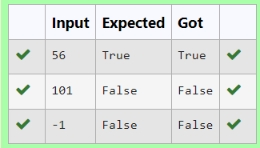 Input Expected Got
56 True True
101 False False
-1 False False